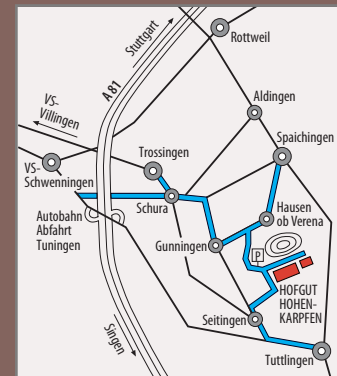 Stuttgart
Rottweil
A 81
VS-
Villingen
Aldingen
Trossingen
Spaichingen
VS-
Schwenningen
Schura
Hausen
ob Verena
Autobahn
Abfahrt
Tuningen
Gunningen
P
HOFGUT
HOHEN-
KARPFEN
Seitingen
Singen
Tuttlingen